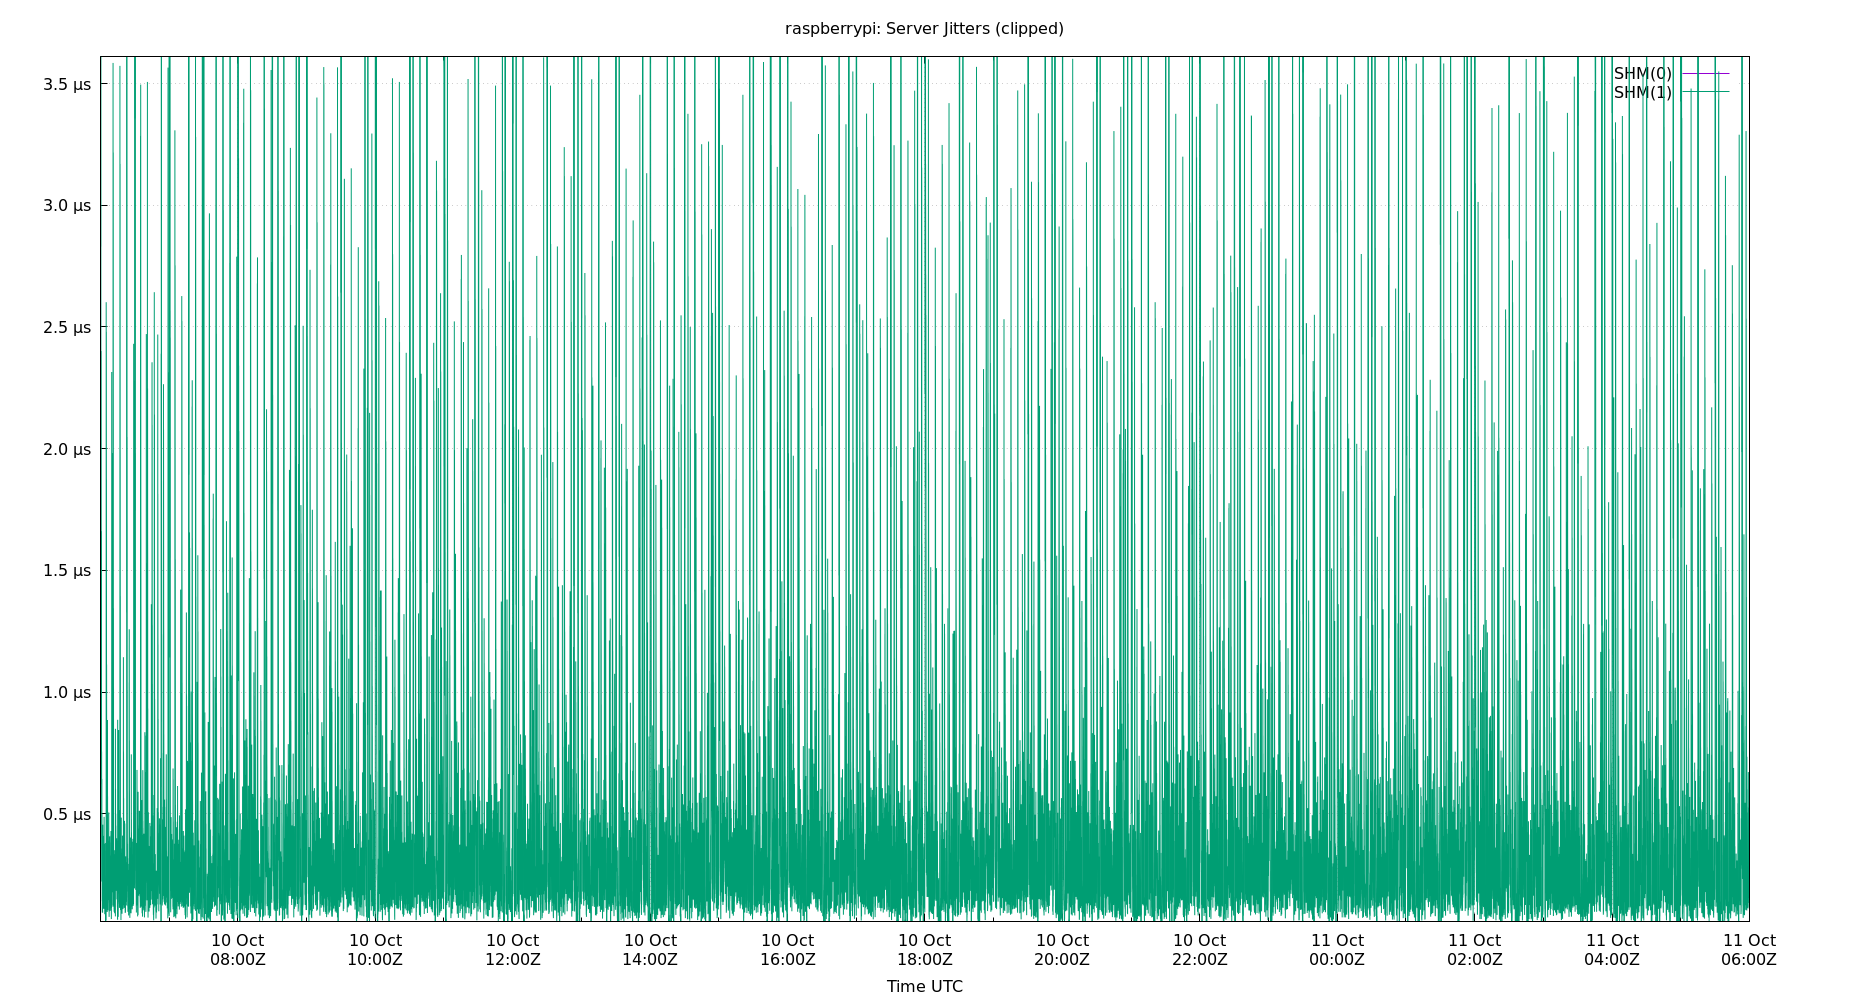 raspberrypi: Server Jitters (clipped)
SHM(0)
SHM(1)
3.5 µs
3.0 µs
2.5 µs
2.0 µs
1.5 µs
1.0 µs
0.5 µs
10 Oct 10 Oct 10 Oct 10 Oct 10 Oct 10 Oct 10 Oct 10 Oct 11 Oct 11 Oct 11 Oct 11 Oct
08:00Z 10:00Z 12:00Z 14:00Z 16:00Z 18:00Z 20:00Z 22:00Z 00:00Z 02:00Z 04:00Z 06:00Z
Time UTC